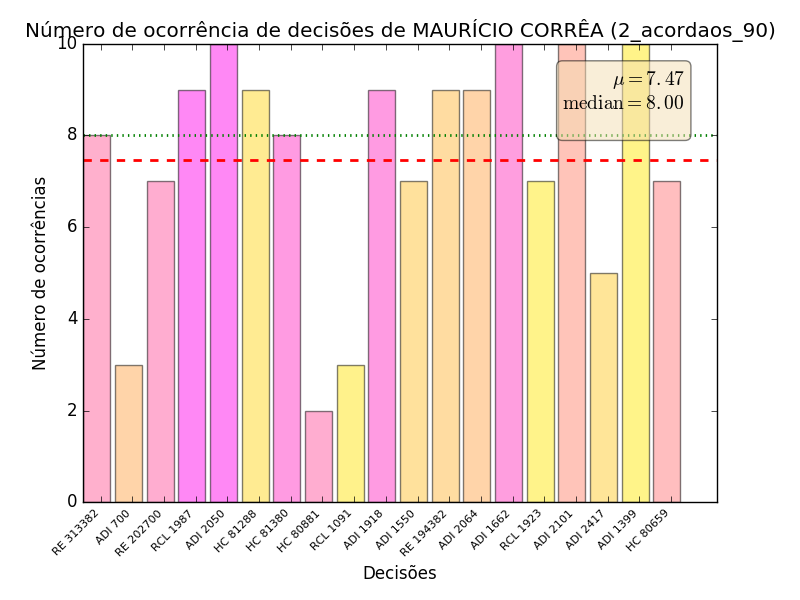 Número de ocorrência de decisões de MAURÍCIO CORRÊA (2_acordaos_90)
μ = 7.47
median = 8.00
Número de ocorrências
10
8
6
4
2
0
RE 313382
ADI 700
RE 202700
RCL 1987
ADI 2050
HC 81288
HC 81380
HC 80881
RCL 1091
ADI 1918
ADI 1550
RE 194382
ADI 2064
ADI 1662
RCL 1923
ADI 2101
ADI 2417
ADI 1399
HC 80659
Decisões